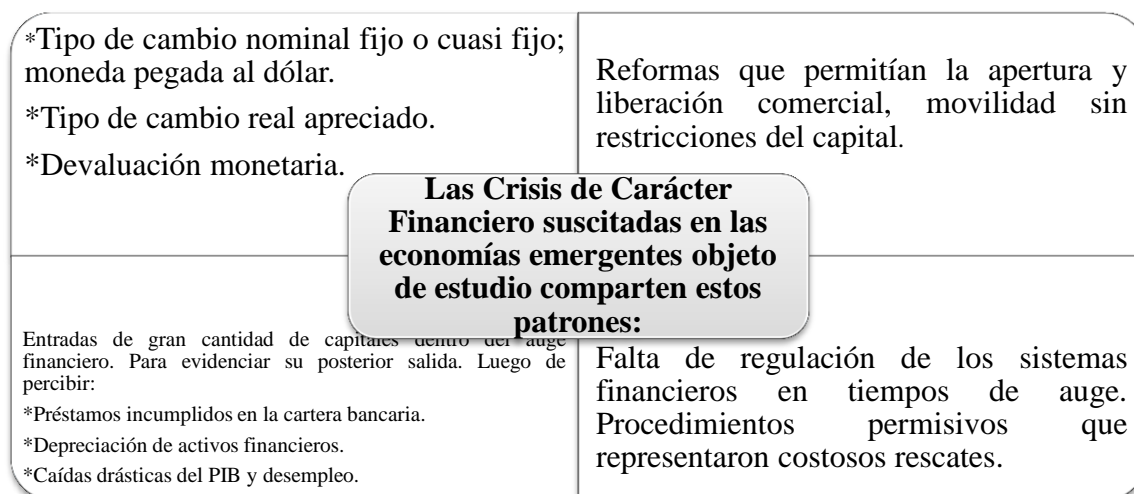 *Tipo de cambio nominal fijo o cuasi fijo;
moneda pegada al dólar.
*Tipo de cambio real apreciado.
*Devaluación monetaria.
Reformas que permitían la apertura y
liberación comercial, movilidad sin
restricciones del capital.
Las Crisis de Carácter
Financiero suscitadas en las
economías emergentes objeto
de estudio comparten estos
patrones:
Entradas de gran cantidad de capitales dentro del auge
financiero. Para evidenciar su posterior salida. Luego de
percibir:
*Préstamos incumplidos en la cartera bancaria.
*Depreciación de activos financieros.
*Caídas drásticas del PIB y desempleo.
Falta de regulación de los sistemas
financieros en tiempos de auge.
Procedimientos permisivos que
representaron costosos rescates.